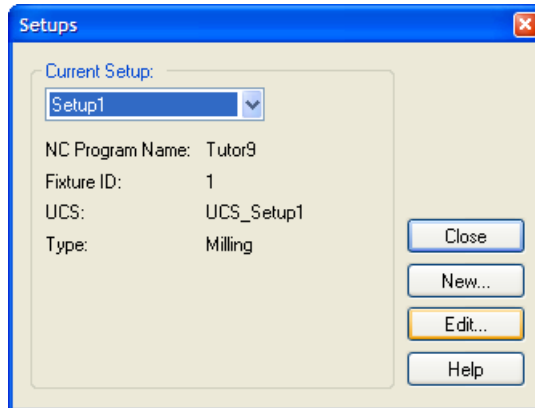 Setups
Current Setup:
Setup1
NC Program Name: Tutor9
Fixture ID: 1
UCS: UCS_Setup1
Type: Milling
Close
New...
Edit...
Help